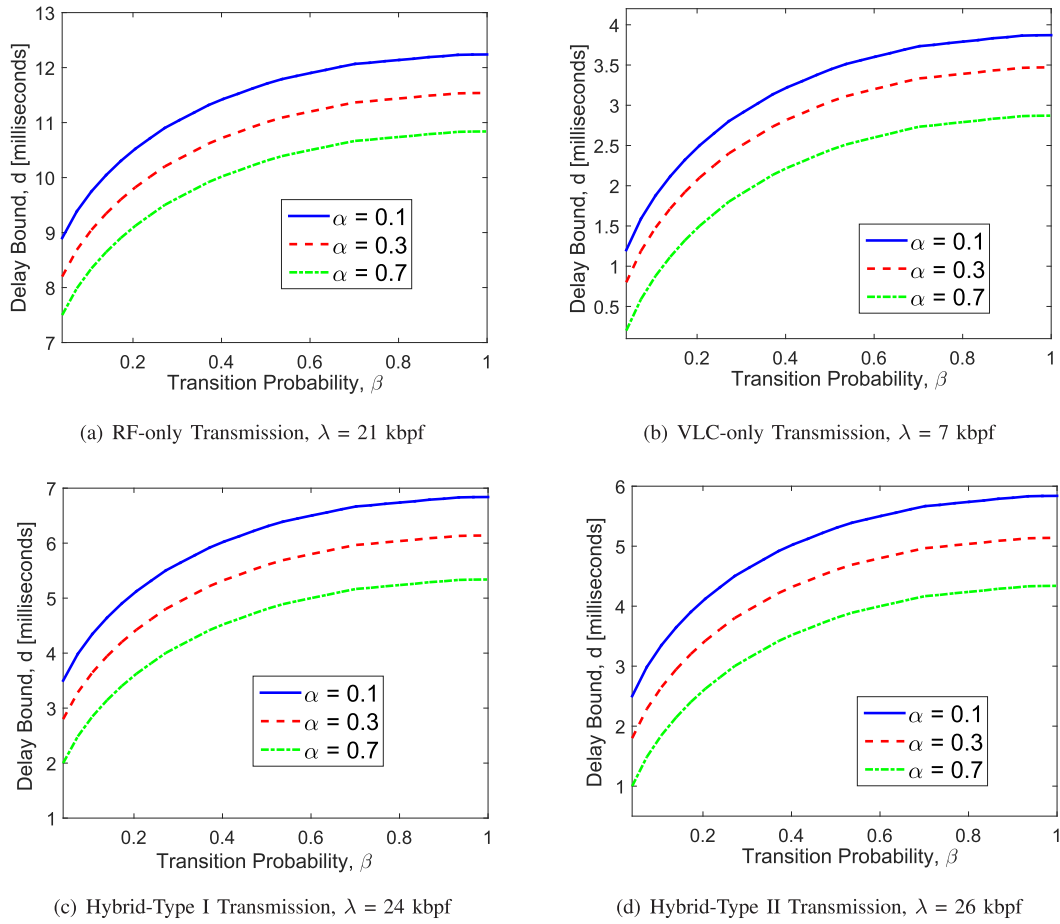 13
12
11
10
9
8
7
Delay Bound, d [milliseconds]
α = 0.1
α = 0.3
α = 0.7
0.2
0.4
0.6
0.8
1
Transition Probability, β
(a) RF-only Transmission, λ = 21 kbpf
4
3.5
3
2.5
2
1.5
1
0.5
Delay Bound, d [milliseconds]
α = 0.1
α = 0.3
α = 0.7
0.2
0.4
0.6
0.8
1
Transition Probability, β
(b) VLC-only Transmission, λ = 7 kbpf
7
6
5
4
3
2
1
Delay Bound, d [milliseconds]
α = 0.1
α = 0.3
α = 0.7
0.2
0.4
0.6
0.8
1
Transition Probability, β
(c) Hybrid-Type I Transmission, λ = 24 kbpf
6
5
4
3
2
1
Delay Bound, d [milliseconds]
α = 0.1
α = 0.3
α = 0.7
0.2
0.4
0.6
0.8
1
Transition Probability, β
(d) Hybrid-Type II Transmission, λ = 26 kbpf